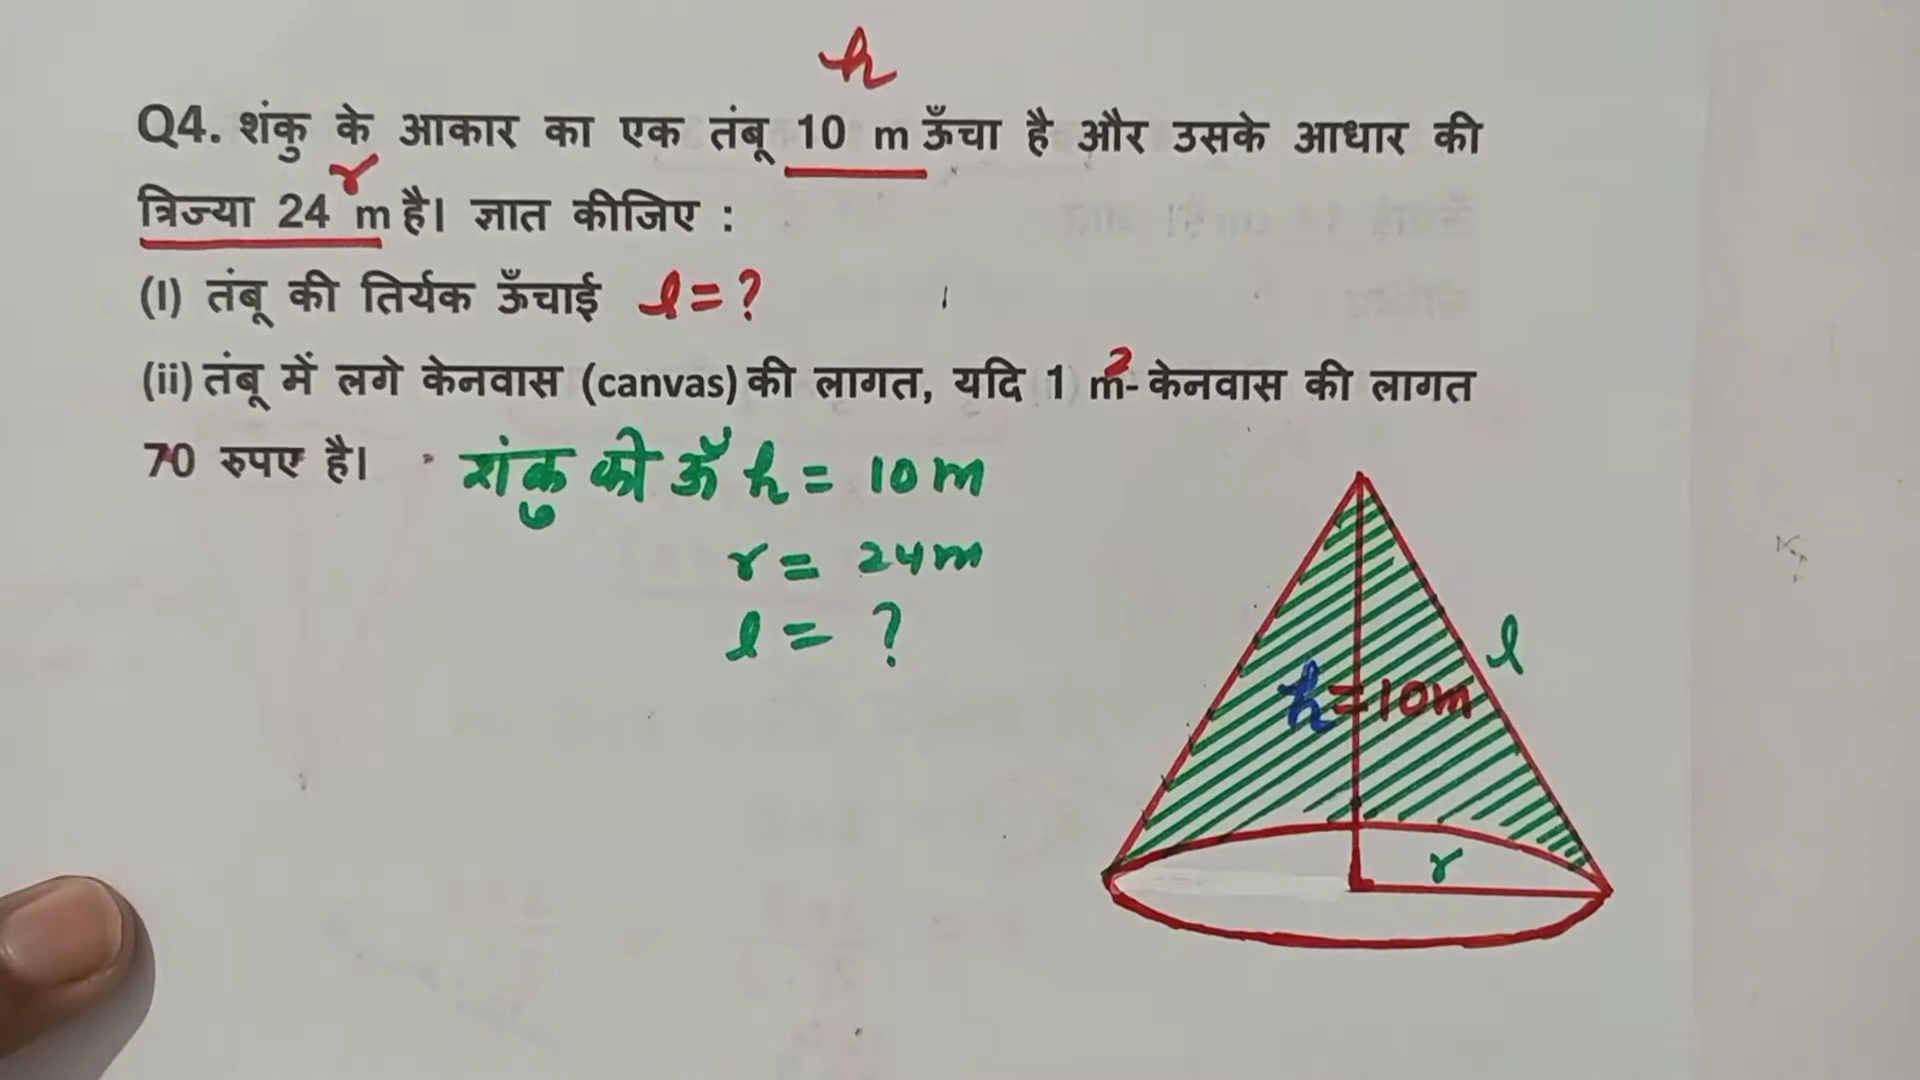 h
Q4. शंकु के आकार का एक तंबू 10 m ऊँचा है और उसके आधार की
r
त्रिज्या 24 m है। ज्ञात कीजिए :
(I) तंबू की तिर्यक ऊँचाई l = ?
(ii) तंबू में लगे केनवास (canvas) की लागत, यदि 1 m² केनवास की लागत
70 रुपए है।
शंकु की ऊँ h = 10 m
r = 24 m
l = ?
l
h = 10m
r